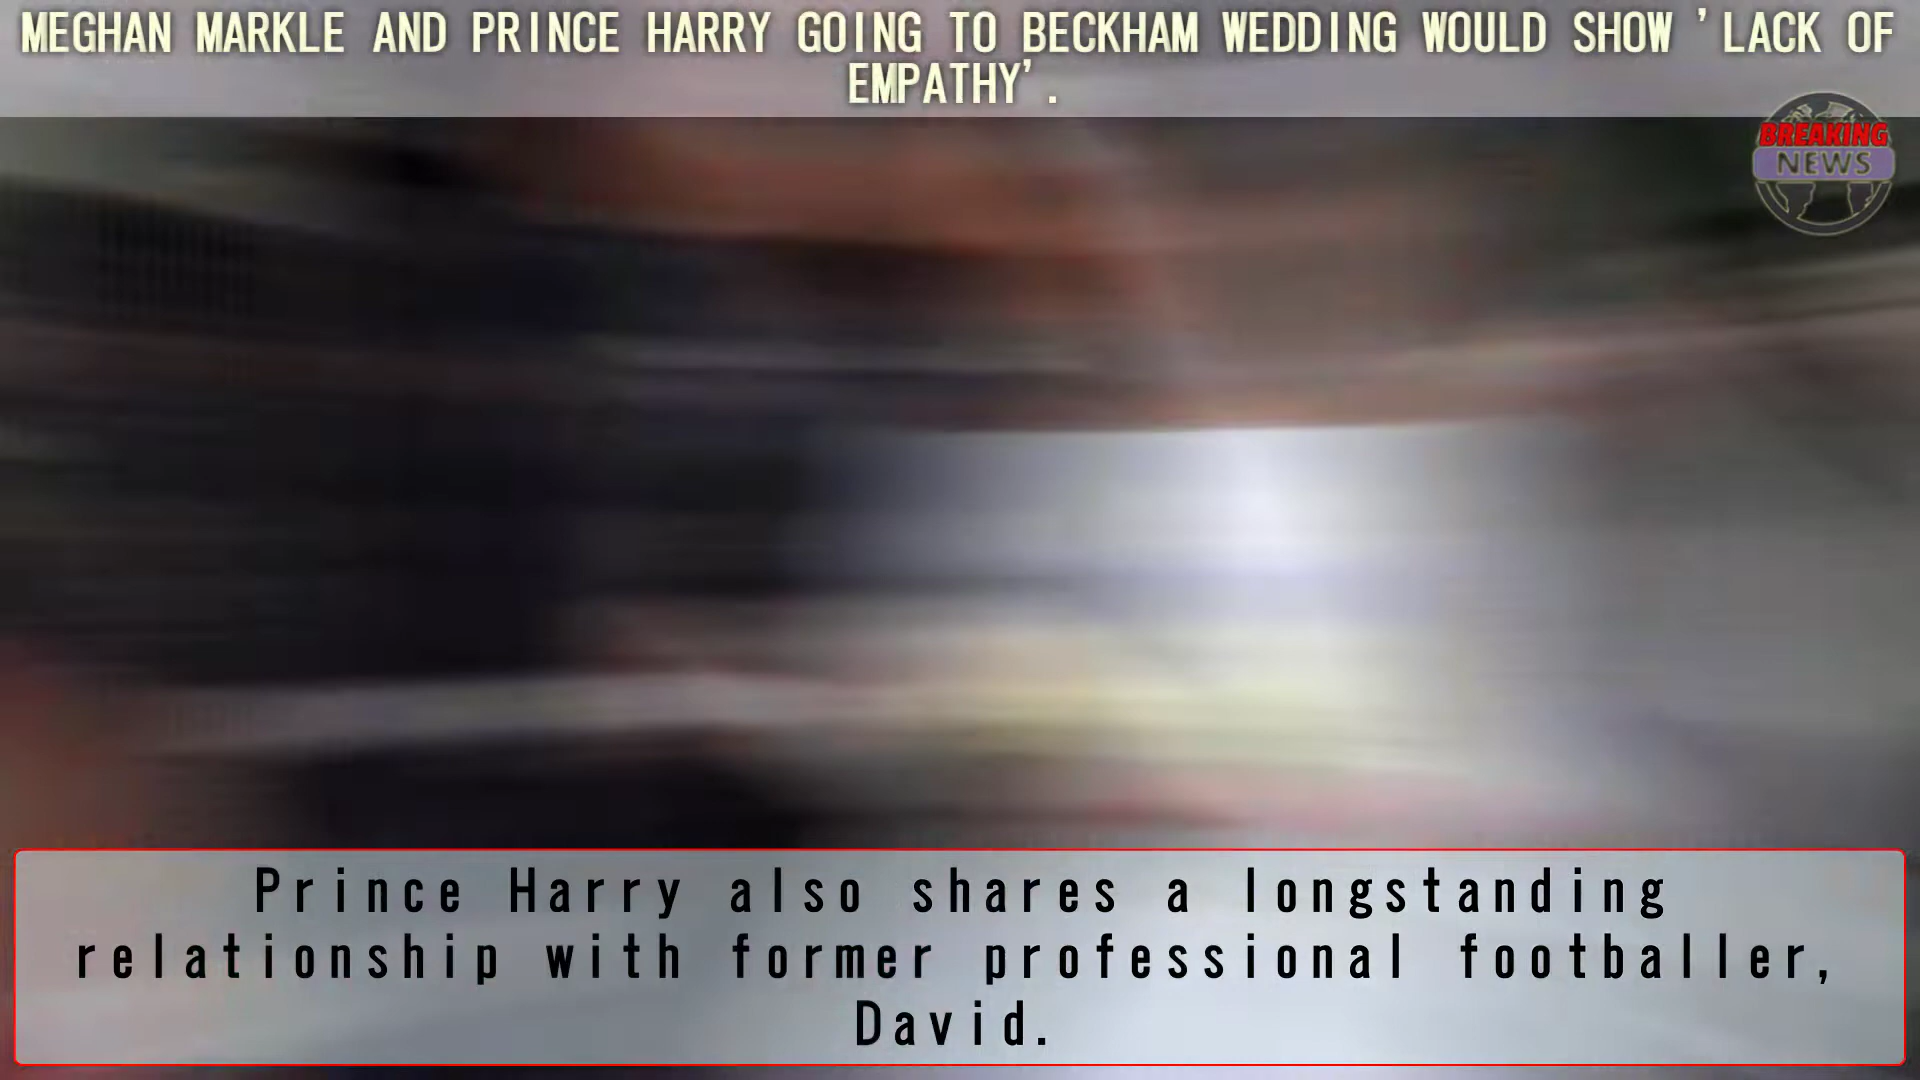 MEGHAN MARKLE AND PRINCE HARRY GOING TO BECKHAM WEDDING WOULD SHOW 'LACK OF
EMPATHY'.
BREAKING
NEWS
Prince Harry also shares a longstanding
relationship with former professional footballer,
David.